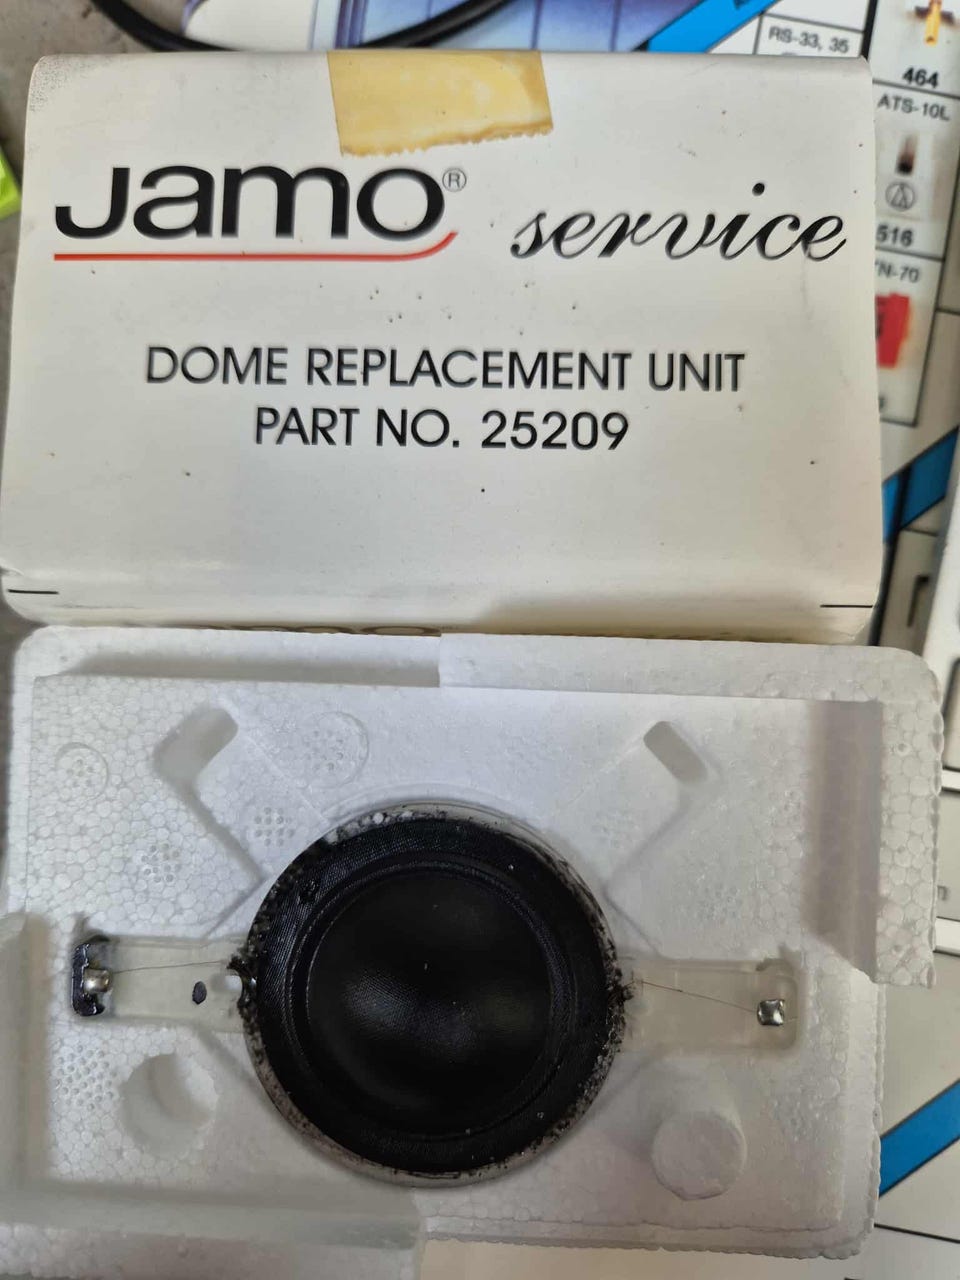 RS-33, 35
464
ATS-10L
Jamo® service
516
DOME REPLACEMENT UNIT
PART NO. 25209